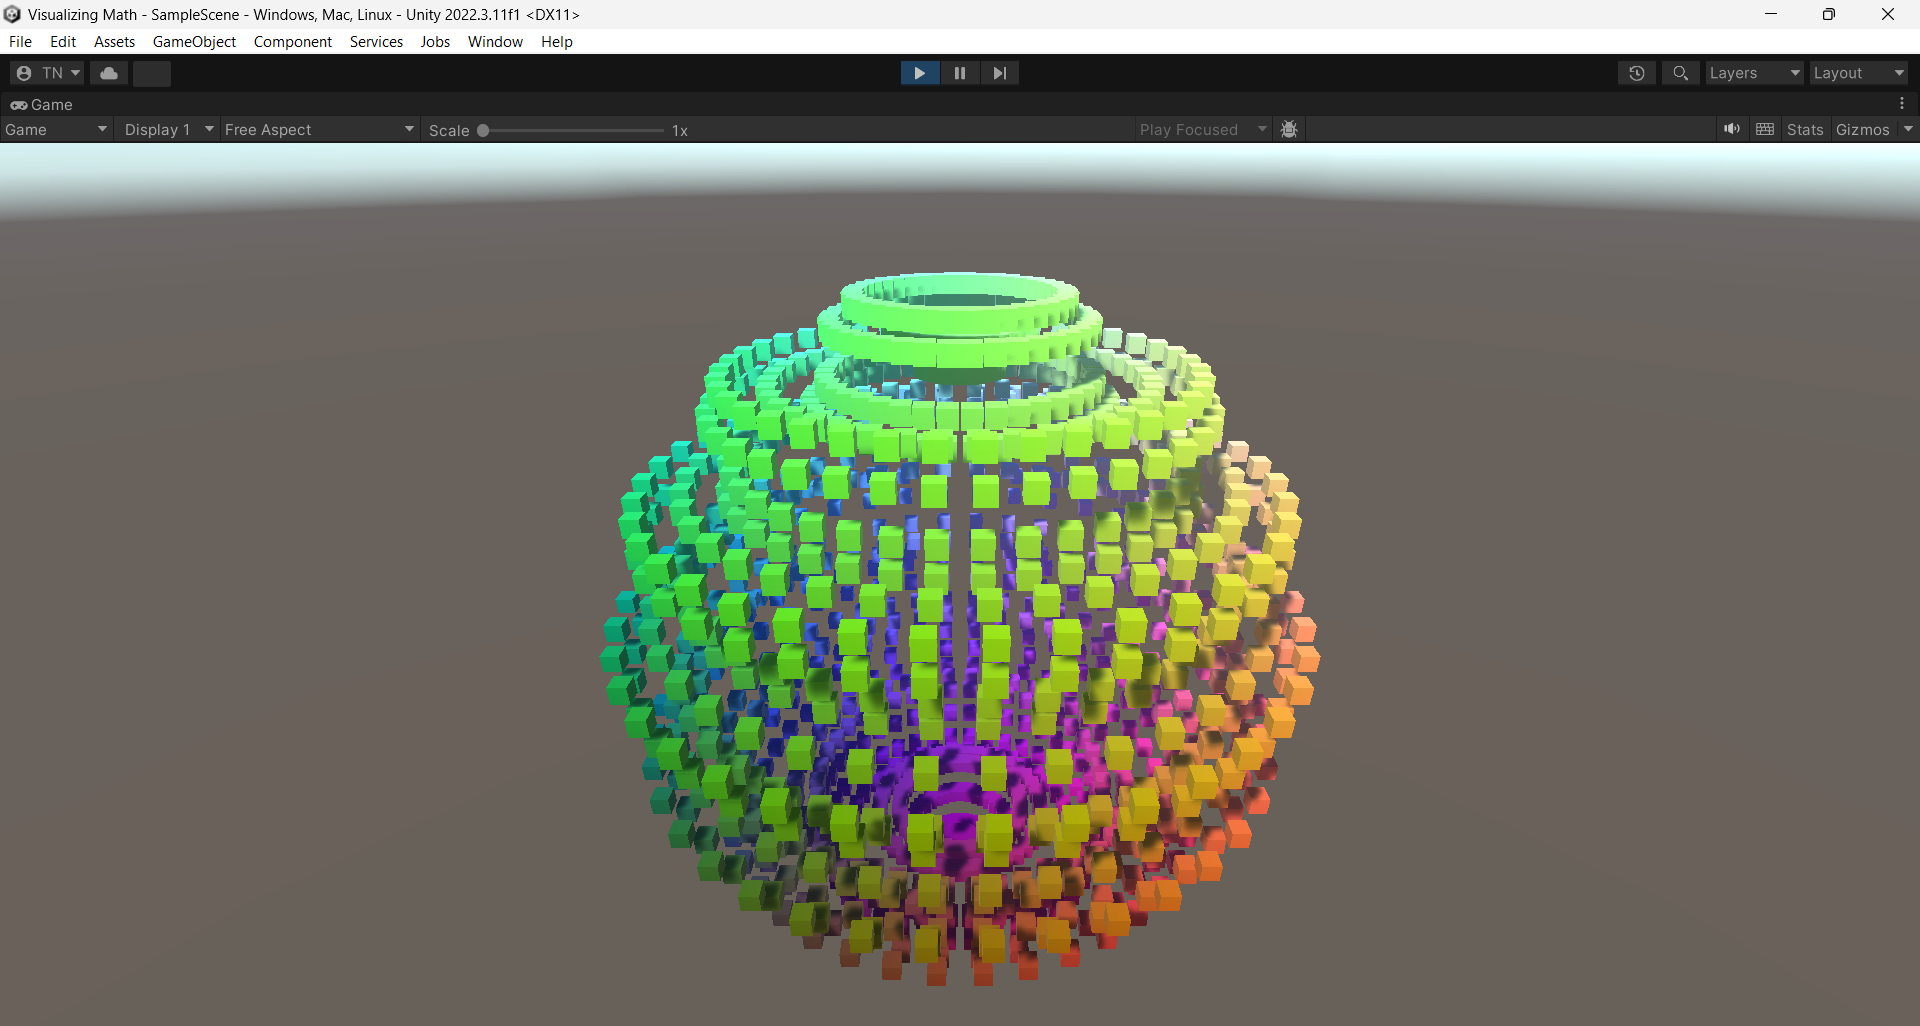 Visualizing Math - SampleScene - Windows, Mac, Linux - Unity 2022.3.11f1 <DX11>
File Edit Assets GameObject Component Services Jobs Window Help
TN Layers Layout
Game
Game Display 1 Free Aspect Scale 1x Play Focused Stats Gizmos